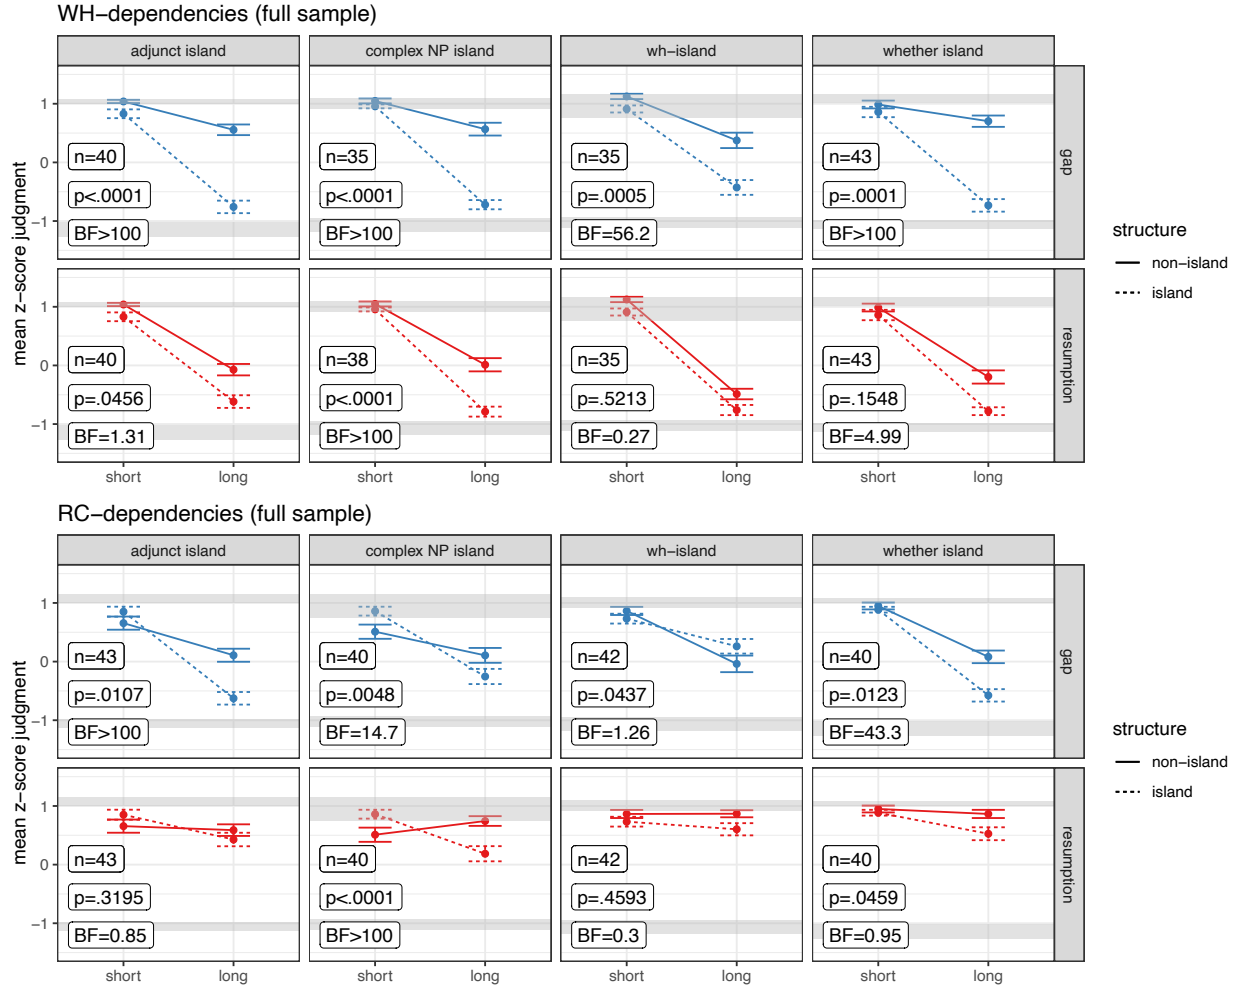 WH−dependencies (full sample)
adjunct island complex NP island wh−island whether island
mean z−score judgment
1
0
−1
n=40 n=35 n=35 n=43
p<.0001 p<.0001 p=.0005 p=.0001
BF>100 BF>100 BF=56.2 BF>100
gap
1
0
−1
n=40 n=38 n=35 n=43
p=.0456 p<.0001 p=.5213 p=.1548
BF=1.31 BF>100 BF=0.27 BF=4.99
resumption
short long short long short long short long
structure
non−island
island
RC−dependencies (full sample)
adjunct island complex NP island wh−island whether island
mean z−score judgment
1
0
−1
n=43 n=40 n=42 n=40
p=.0107 p=.0048 p=.0437 p=.0123
BF>100 BF=14.7 BF=1.26 BF=43.3
gap
1
0
−1
n=43 n=40 n=42 n=40
p=.3195 p<.0001 p=.4593 p=.0459
BF=0.85 BF>100 BF=0.3 BF=0.95
resumption
short long short long short long short long
structure
non−island
island